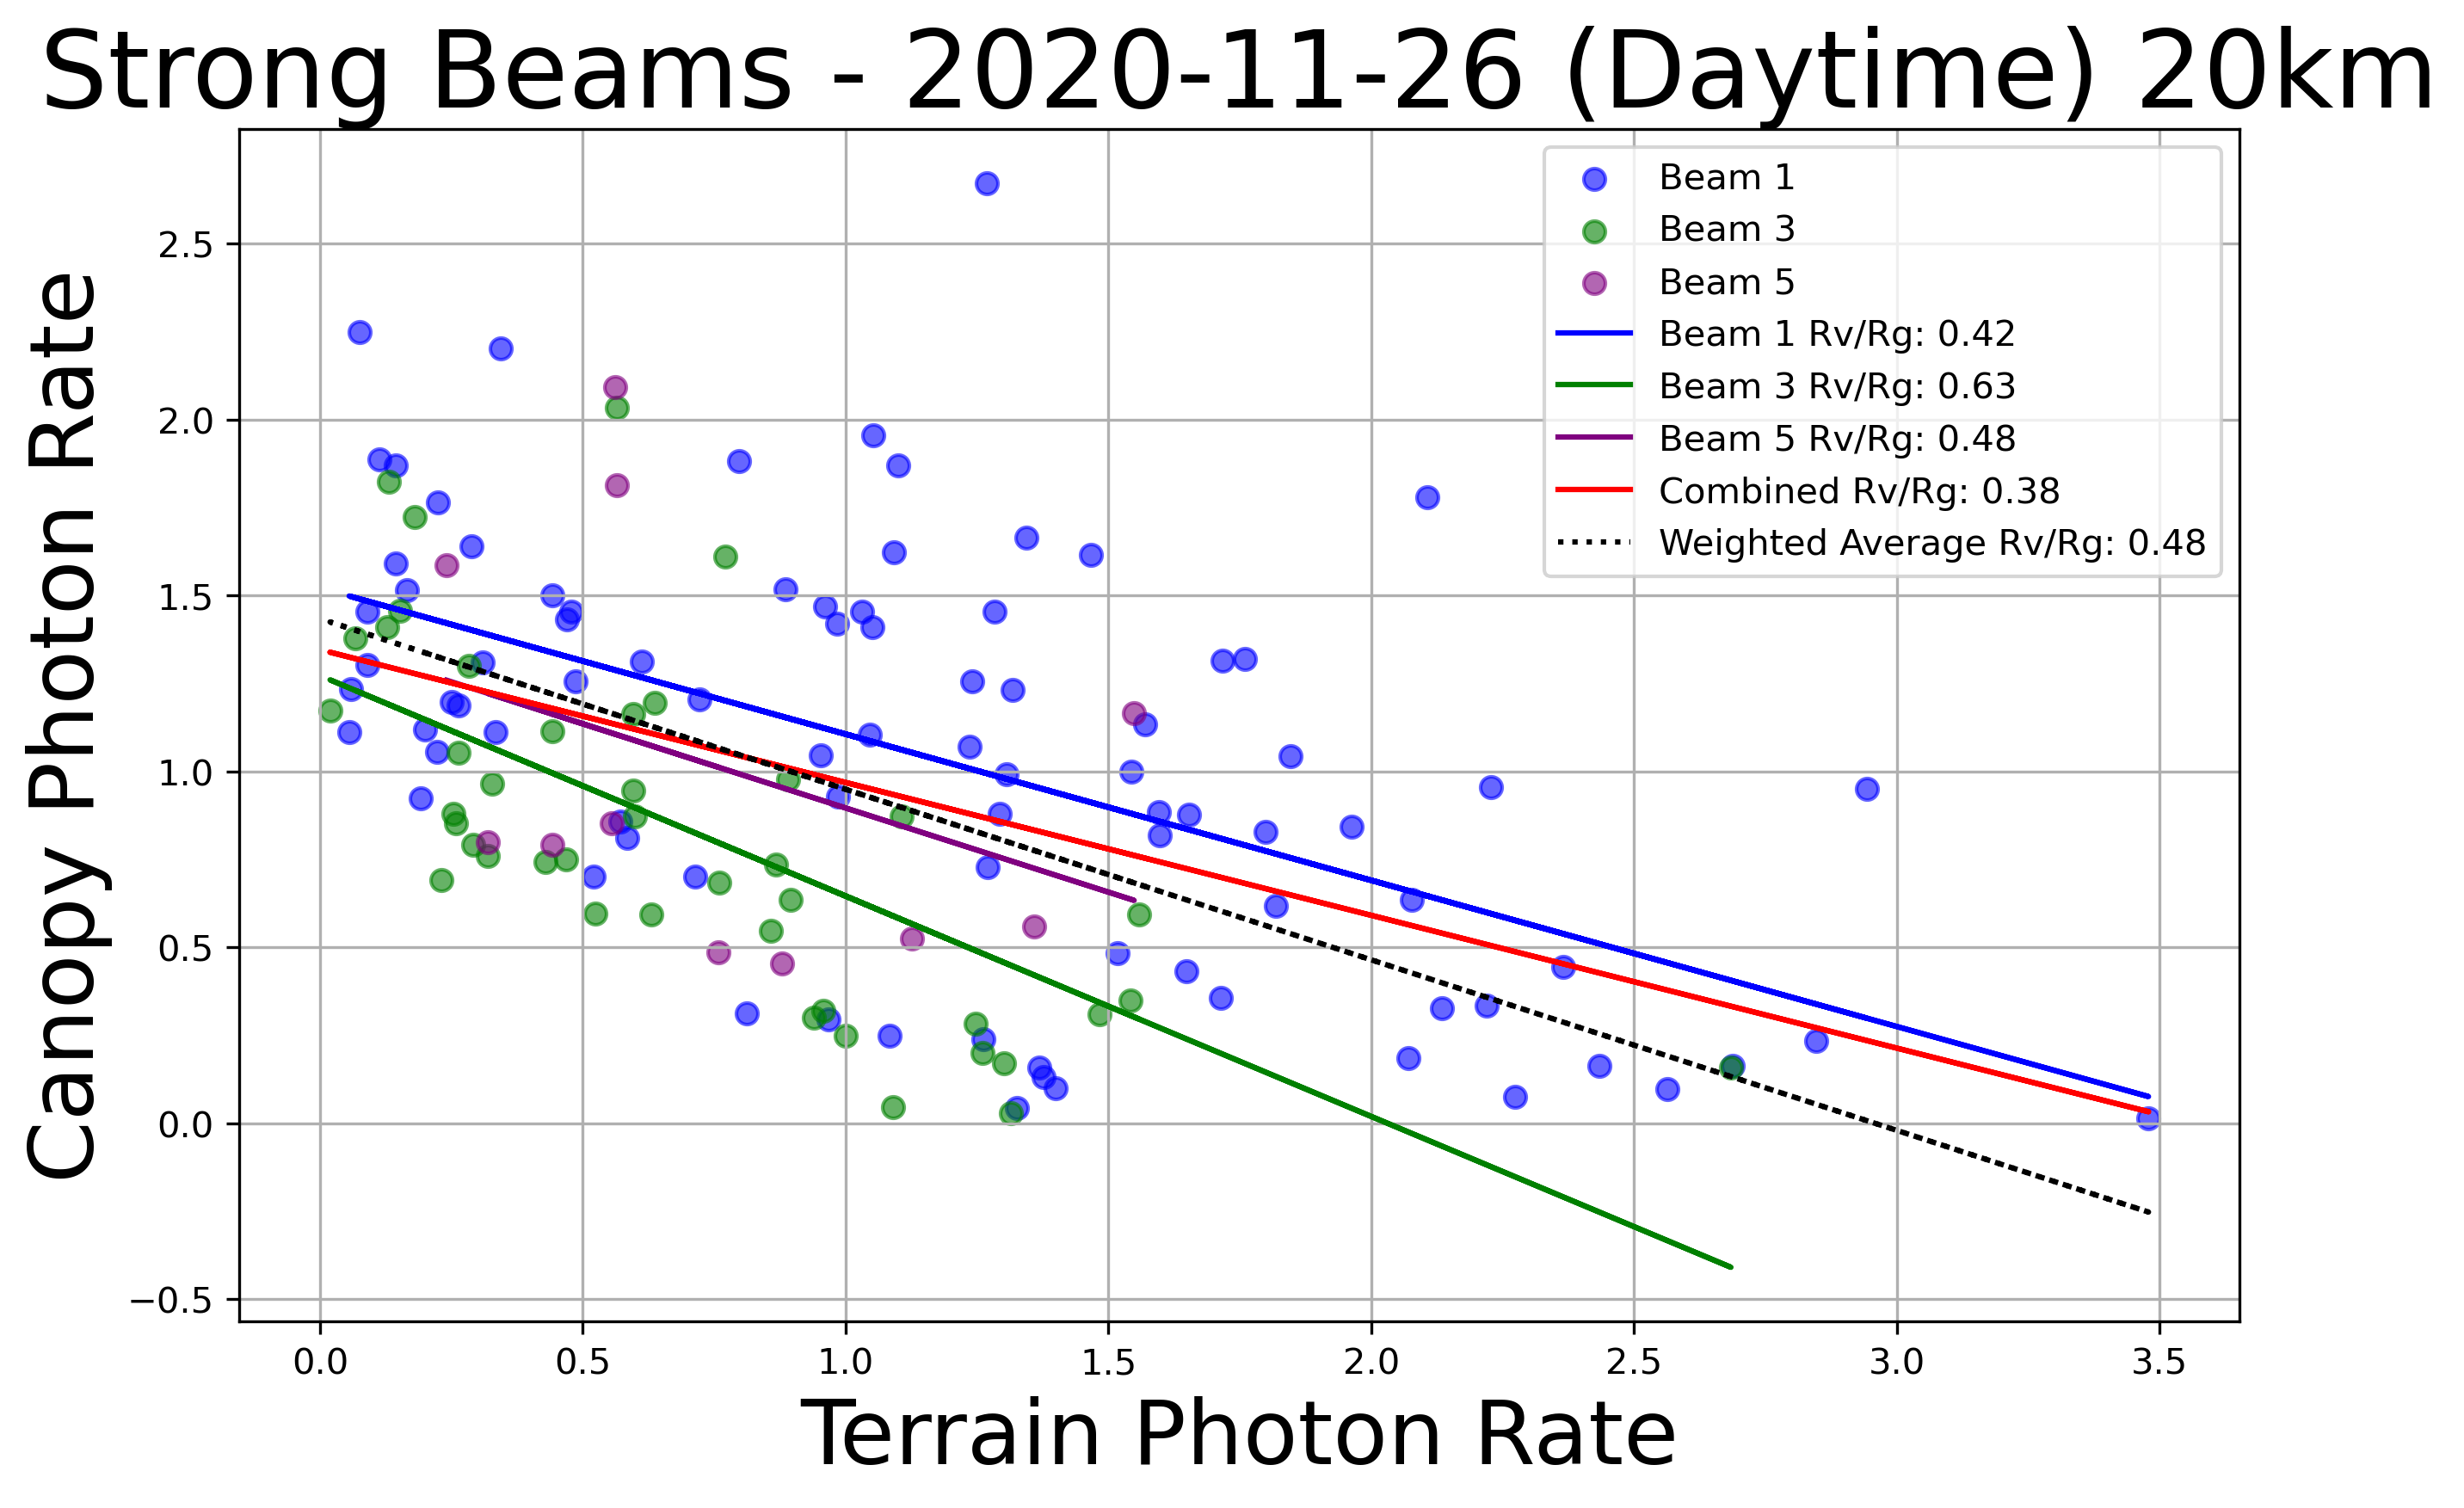 Strong Beams - 2020-11-26 (Daytime) 20km
Canopy Photon Rate
2.5
2.0
1.5
1.0
0.5
0.0
−0.5
Beam 1
Beam 3
Beam 5
Beam 1 Rv/Rg: 0.42
Beam 3 Rv/Rg: 0.63
Beam 5 Rv/Rg: 0.48
Combined Rv/Rg: 0.38
Weighted Average Rv/Rg: 0.48
0.0 0.5 1.0 1.5 2.0 2.5 3.0 3.5
Terrain Photon Rate